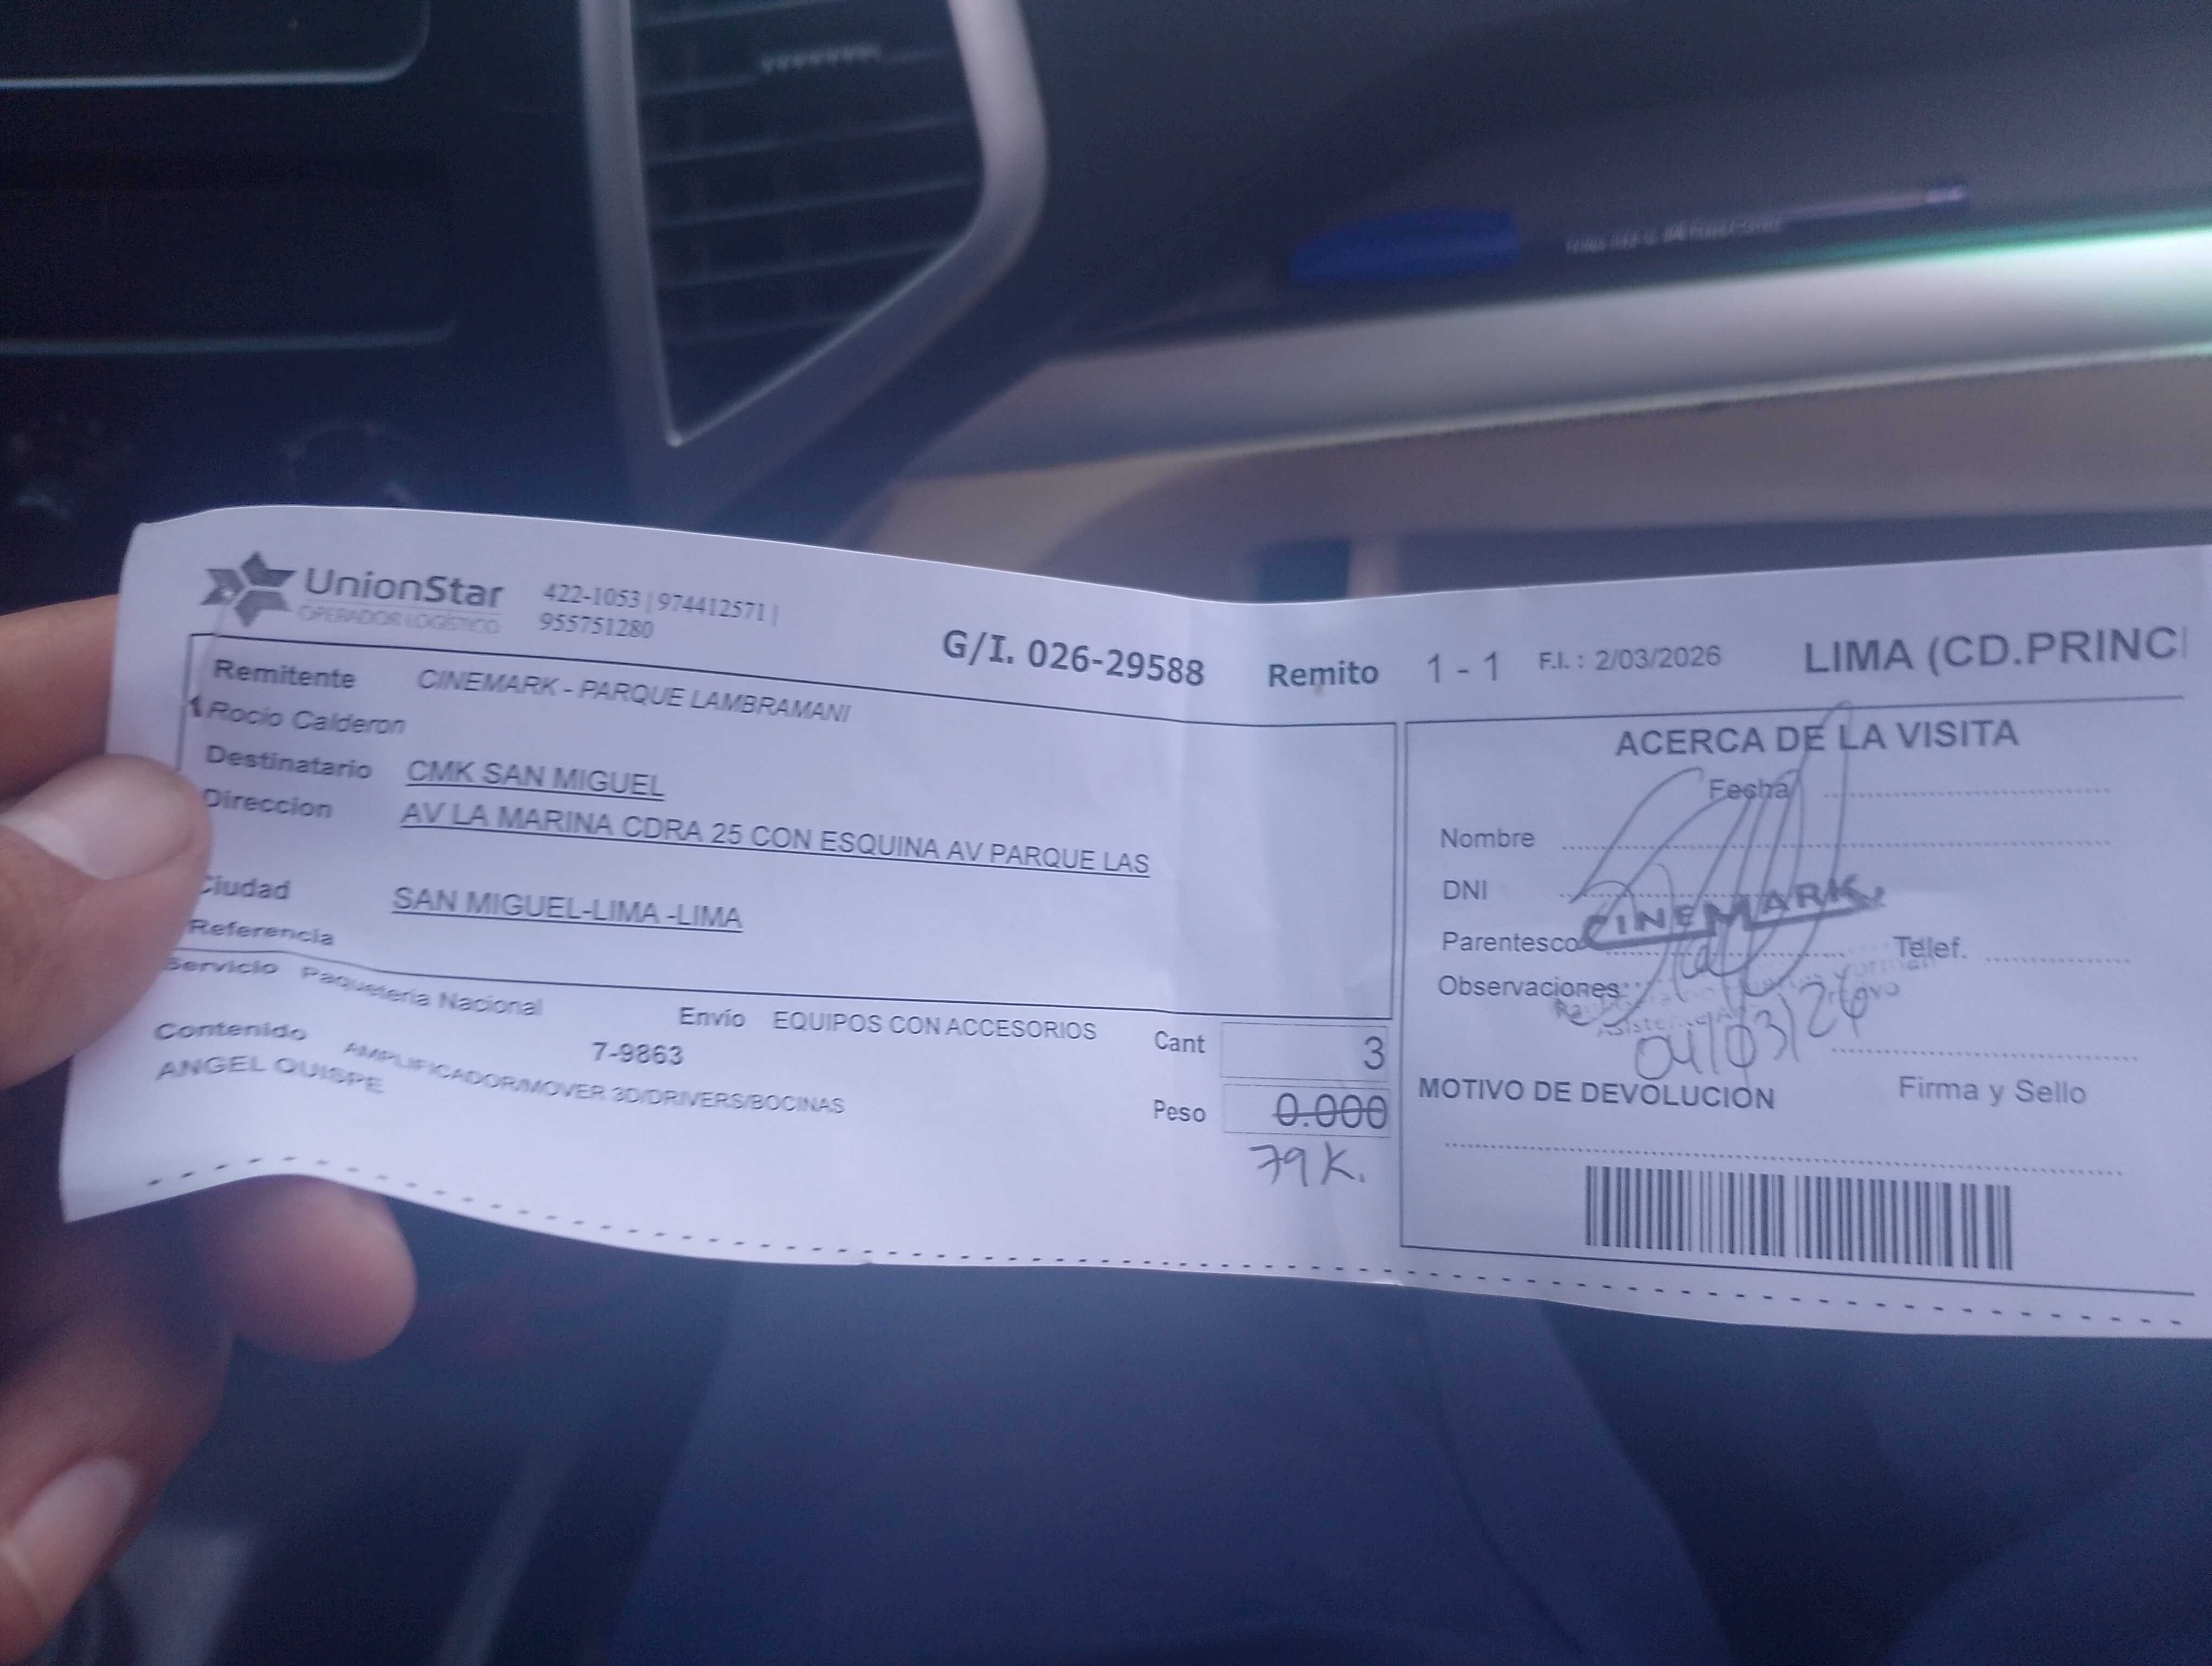 UnionStar
OPERADOR LOGÍSTICO
422-1053 | 974412571 |
955751280
G/I. 026-29588
Remito 1 - 1
F.I. : 2/03/2026
LIMA (CD.PRINCI
Remitente CINEMARK - PARQUE LAMBRAMANI
Rocio Calderon
Destinatario CMK SAN MIGUEL
Direccion AV LA MARINA CDRA 25 CON ESQUINA AV PARQUE LAS
Ciudad SAN MIGUEL-LIMA -LIMA
Referencia
Servicio Paqueteria Nacional
Envío EQUIPOS CON ACCESORIOS
Cant 3
7-9863
Contenido AMPLIFICADOR/MOVER 3D/DRIVERS/BOCINAS
ANGEL QUISPE
Peso 0.000
79K.
ACERCA DE LA VISITA
Fecha
Nombre
DNI
CINEMARK
Parentesco Telef.
Observaciones:
04/03/26
Firma y Sello
MOTIVO DE DEVOLUCION